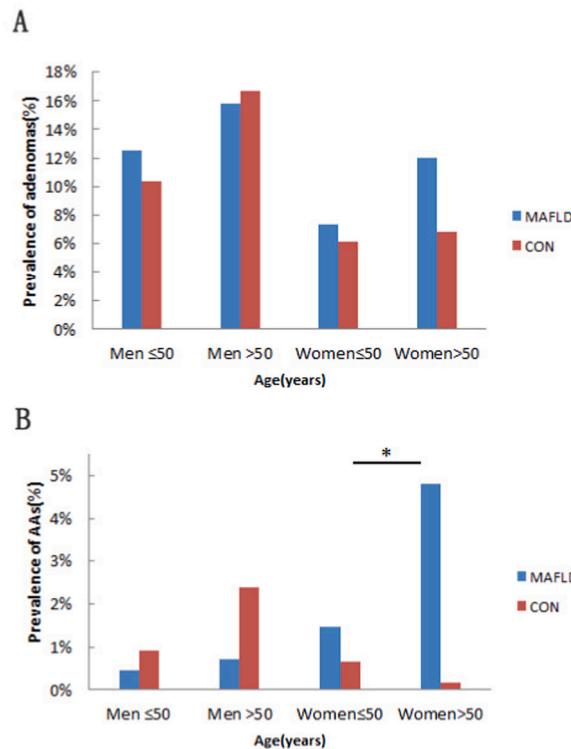 A
Prevalence of adenomas(%)
18%
16%
14%
12%
10%
8%
6%
4%
2%
0%
Men ≤50 Men >50 Women≤50 Women>50
Age(years)
MAFLD
CON
B
Prevalence of AAs(%)
*
5%
4%
3%
2%
1%
0%
Men ≤50 Men >50 Women≤50 Women>50
Age(years)
MAFLD
CON